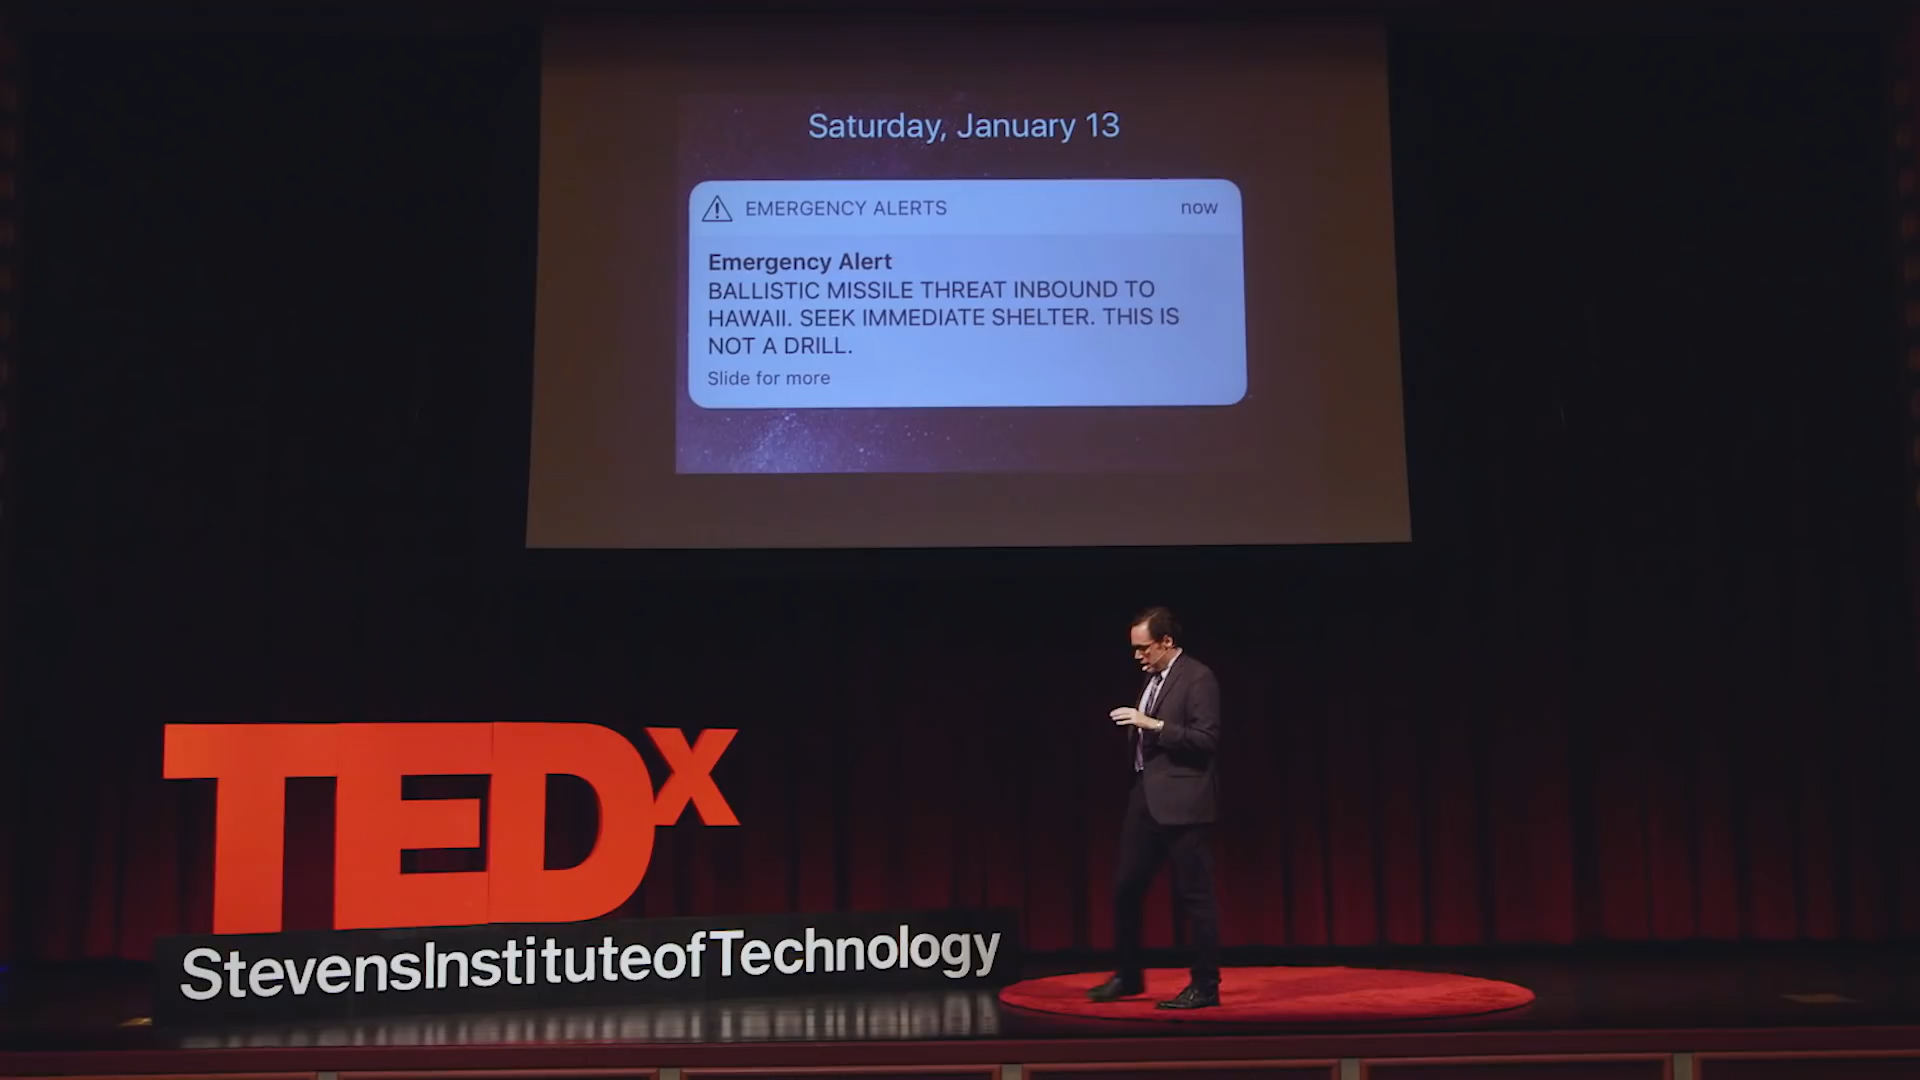 Saturday, January 13
EMERGENCY ALERTS now
Emergency Alert
BALLISTIC MISSILE THREAT INBOUND TO
HAWAII. SEEK IMMEDIATE SHELTER. THIS IS
NOT A DRILL.
Slide for more
TEDx
StevensInstituteofTechnology